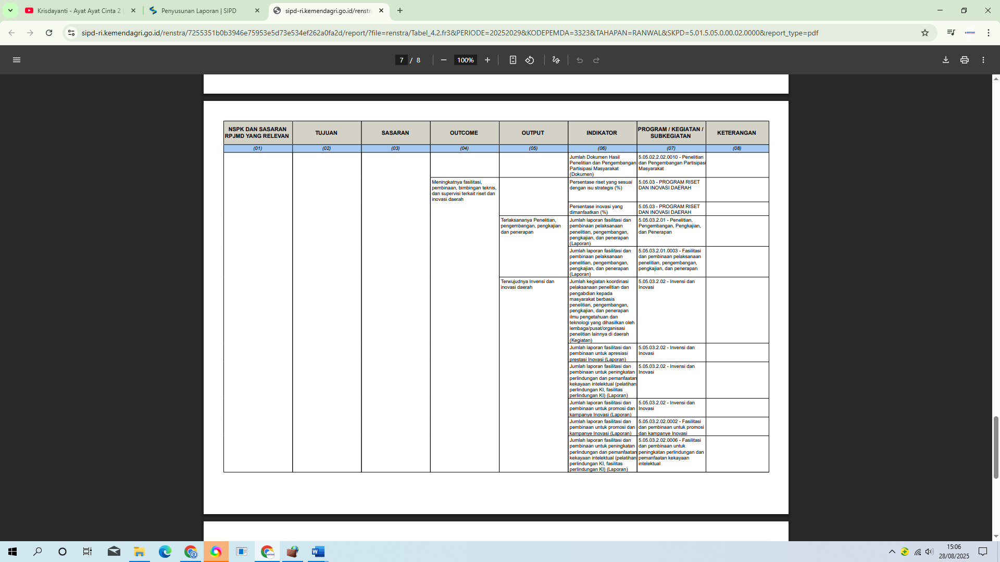 Krisdayanti - Ayat Ayat Cinta 2
Penyusunan Laporan | SIPD
sipd-ri.kemendagri.go.id/renstr
sipd-ri.kemendagri.go.id/renstra/7255351b0b3946e75953e5d73e534ef262a0fa2d/report/?file=renstra/Tabel_4.2.fr3&PERIODE=20252029&KODEPEMDA=3323&TAHAPAN=RANWAL&SKPD=5.01.5.05.0.00.02.0000&report_type=pdf
7 / 8
100%
NSPK DAN SASARAN
RPJMD YANG RELEVAN
TUJUAN
SASARAN
OUTCOME
OUTPUT
INDIKATOR
PROGRAM / KEGIATAN /
SUBKEGIATAN
KETERANGAN
(01)
(02)
(03)
(04)
(05)
(06)
(07)
(08)
Jumlah Dokumen Hasil
Penelitian dan Pengembangan
Partisipasi Masyarakat
(Dokumen)
5.05.02.2.02.0010 - Penelitian
dan Pengembangan Partisipasi
Masyarakat
Meningkatnya fasilitasi,
pembinaan, bimbingan teknis,
dan supervisi terkait riset dan
inovasi daerah
Persentase riset yang sesuai
dengan isu strategis (%)
5.05.03 - PROGRAM RISET
DAN INOVASI DAERAH
Persentase inovasi yang
dimanfaatkan (%)
5.05.03 - PROGRAM RISET
DAN INOVASI DAERAH
Terlaksananya Penelitian,
pengembangan, pengkajian
dan penerapan
Jumlah laporan fasilitasi dan
pembinaan pelaksanaan
penelitian, pengembangan,
pengkajian, dan penerapan
(Laporan)
5.05.03.2.01 - Penelitian,
Pengembangan, Pengkajian,
dan Penerapan
Jumlah laporan fasilitasi dan
pembinaan pelaksanaan
penelitian, pengembangan,
pengkajian, dan penerapan
(Laporan)
5.05.03.2.01.0003 - Fasilitasi
dan pembinaan pelaksanaan
penelitian, pengembangan,
pengkajian, dan penerapan
Terwujudnya Invensi dan
inovasi daerah
Jumlah kegiatan koordinasi
pelaksanaan penelitian dan
pengabdian kepada
masyarakat berbasis
penelitian, pengembangan,
pengkajian, dan penerapan
ilmu pengetahuan dan
teknologi yang dihasilkan oleh
lembaga/pusat/organisasi
penelitian lainnya di daerah
(Kegiatan)
5.05.03.2.02 - Invensi dan
Inovasi
Jumlah laporan fasilitasi dan
pembinaan untuk apresiasi
prestasi Inovasi (Laporan)
5.05.03.2.02 - Invensi dan
Inovasi
Jumlah laporan fasilitasi dan
pembinaan untuk peningkatan
perlindungan dan pemanfaatan
kekayaan intelektual (pelatihan
perlindungan KI, fasilitas
perlindungan KI) (Laporan)
5.05.03.2.02 - Invensi dan
Inovasi
Jumlah laporan fasilitasi dan
pembinaan untuk promosi dan
kampanye Inovasi (Laporan)
5.05.03.2.02 - Invensi dan
Inovasi
Jumlah laporan fasilitasi dan
pembinaan untuk promosi dan
kampanye Inovasi (Laporan)
5.05.03.2.02.0002 - Fasilitasi
dan pembinaan untuk promosi
dan kampanye Inovasi
Jumlah laporan fasilitasi dan
pembinaan untuk peningkatan
perlindungan dan pemanfaatan
kekayaan intelektual (pelatihan
perlindungan KI, fasilitas
perlindungan KI) (Laporan)
5.05.03.2.02.0006 - Fasilitasi
dan pembinaan untuk
peningkatan perlindungan dan
pemanfaatan kekayaan
intelektual
15:06
28/08/2025